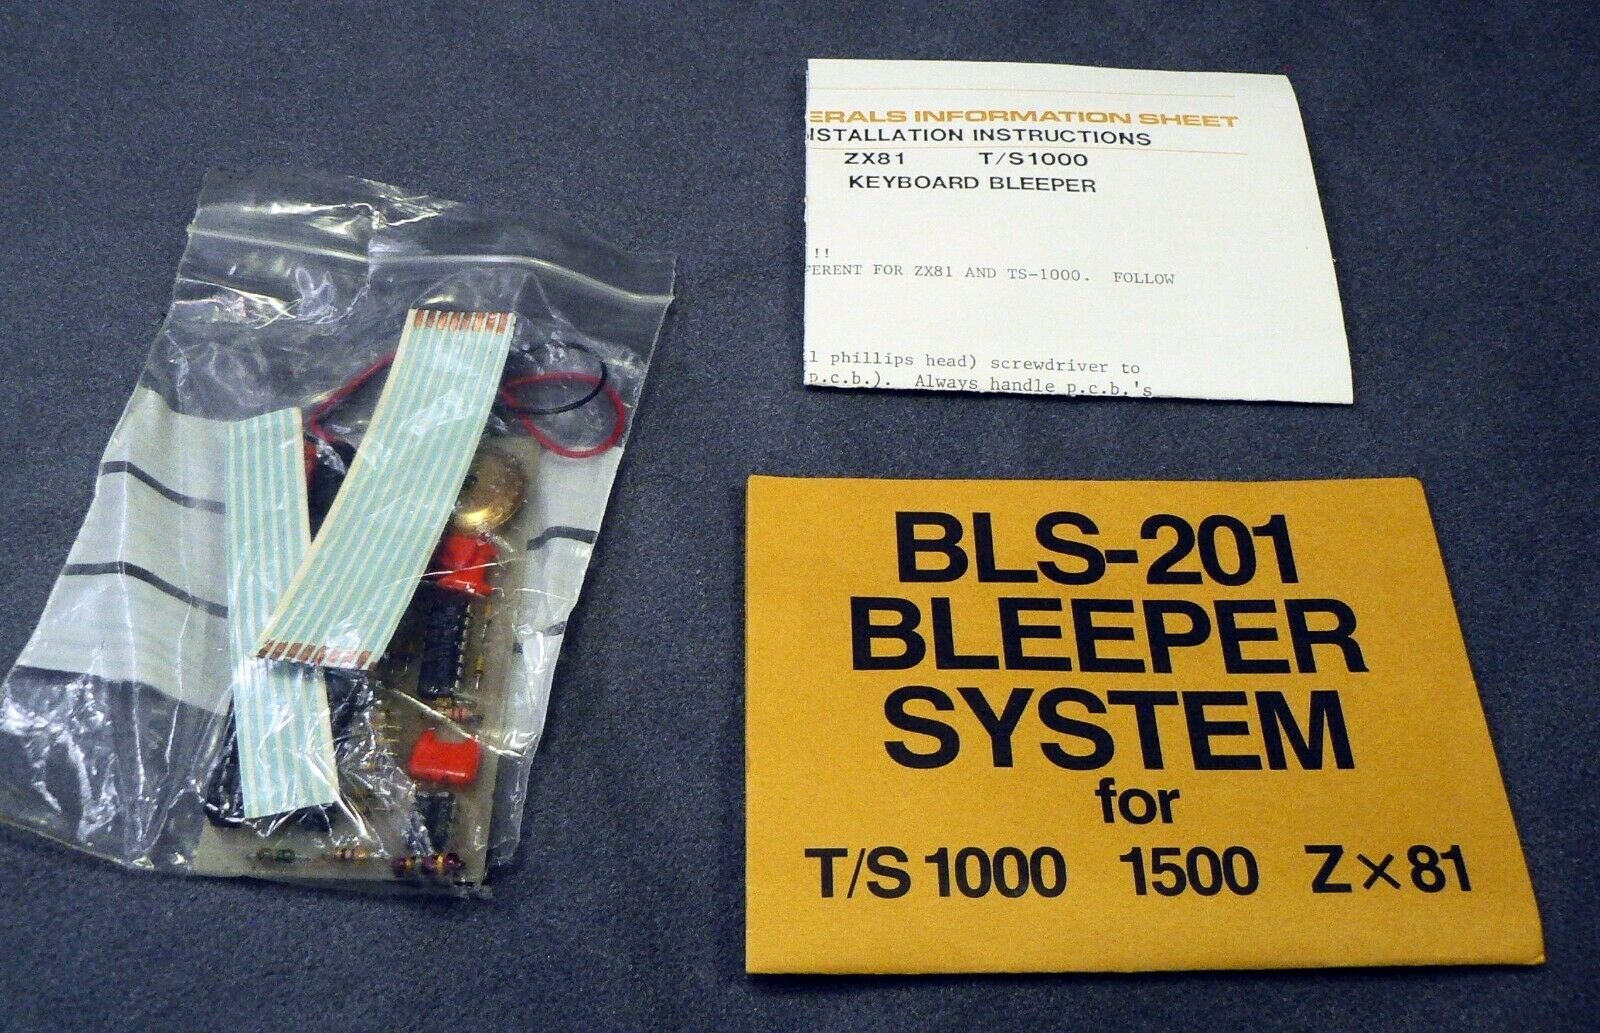 ERALS INFORMATION SHEET
ISTALLATION INSTRUCTIONS
ZX81 T/S1000
KEYBOARD BLEEPER
!!
FERENT FOR ZX81 AND TS-1000. FOLLOW
l phillips head) screwdriver to
p.c.b.). Always handle p.c.b.'s
BLS-201
BLEEPER
SYSTEM
for
T/S 1000 1500 Z×81